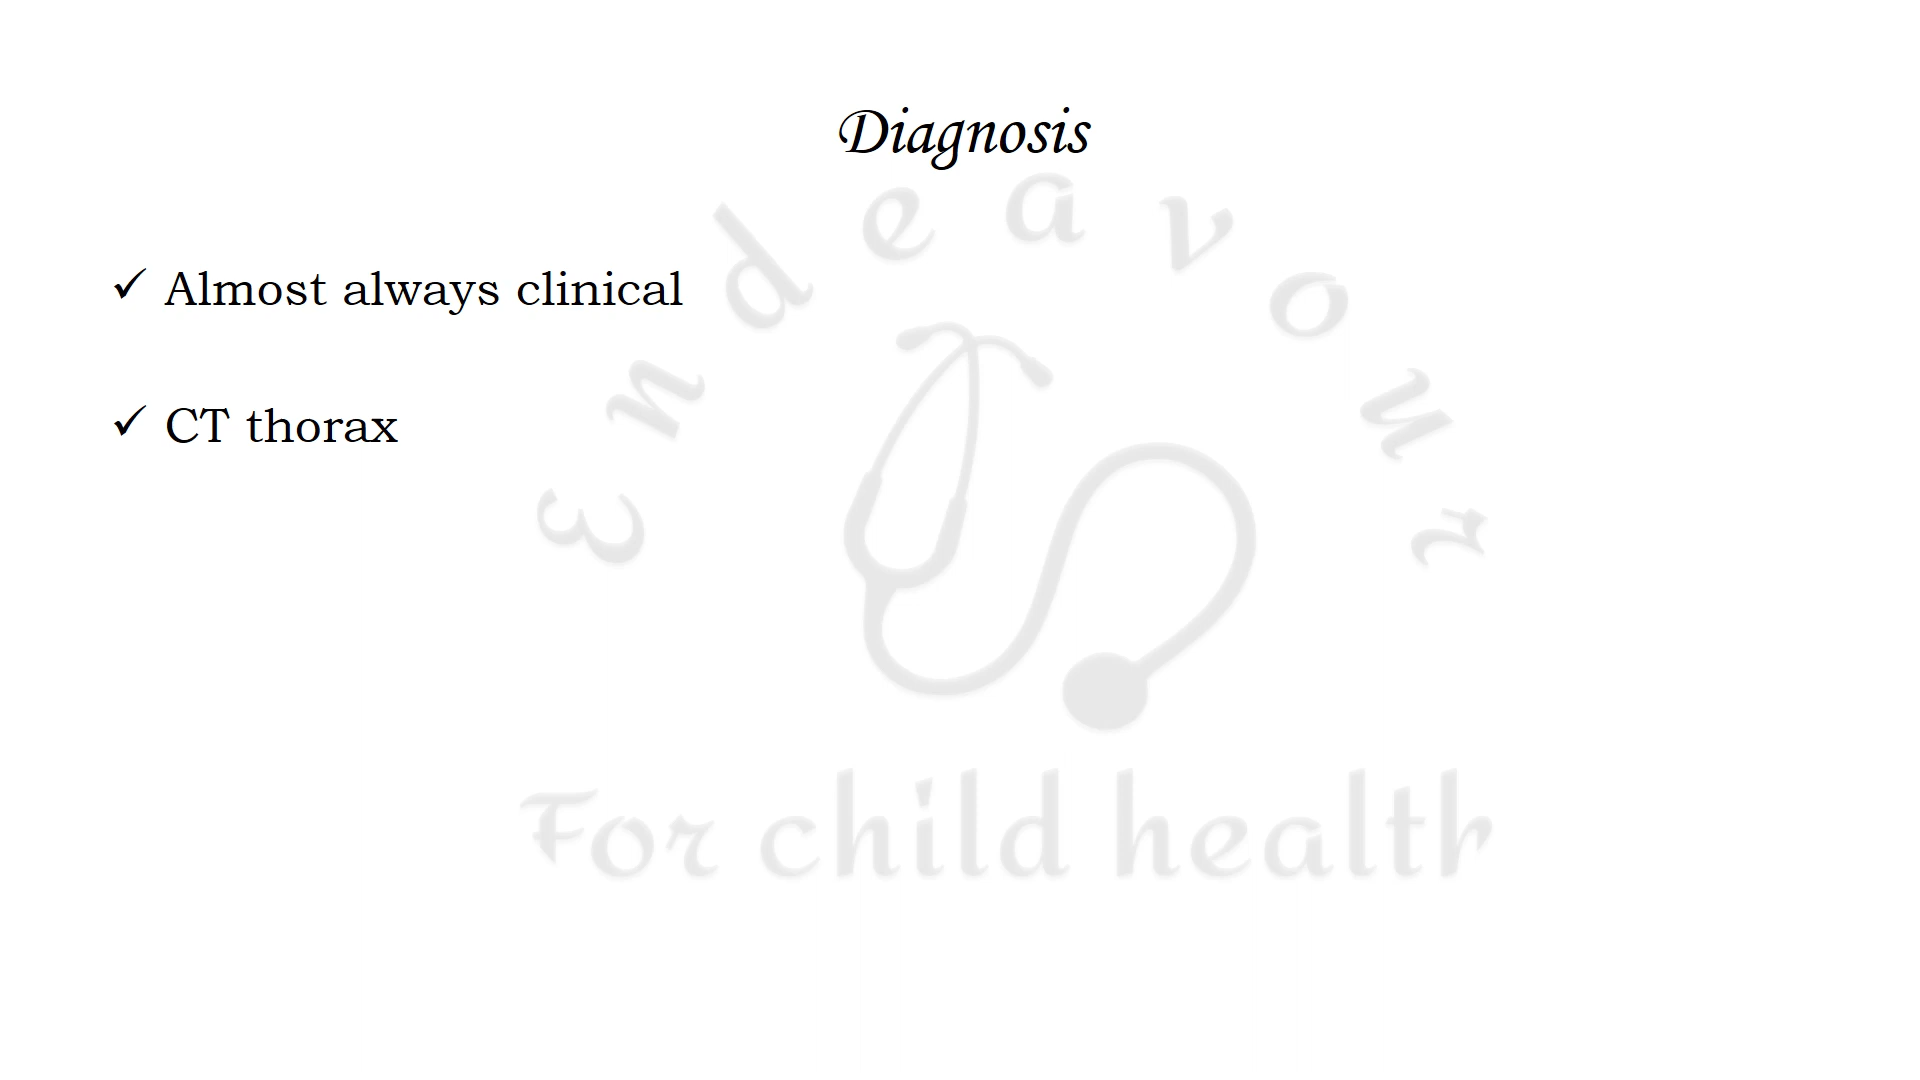 Diagnosis
Endeavour
✓ Almost always clinical
✓ CT thorax
For child health